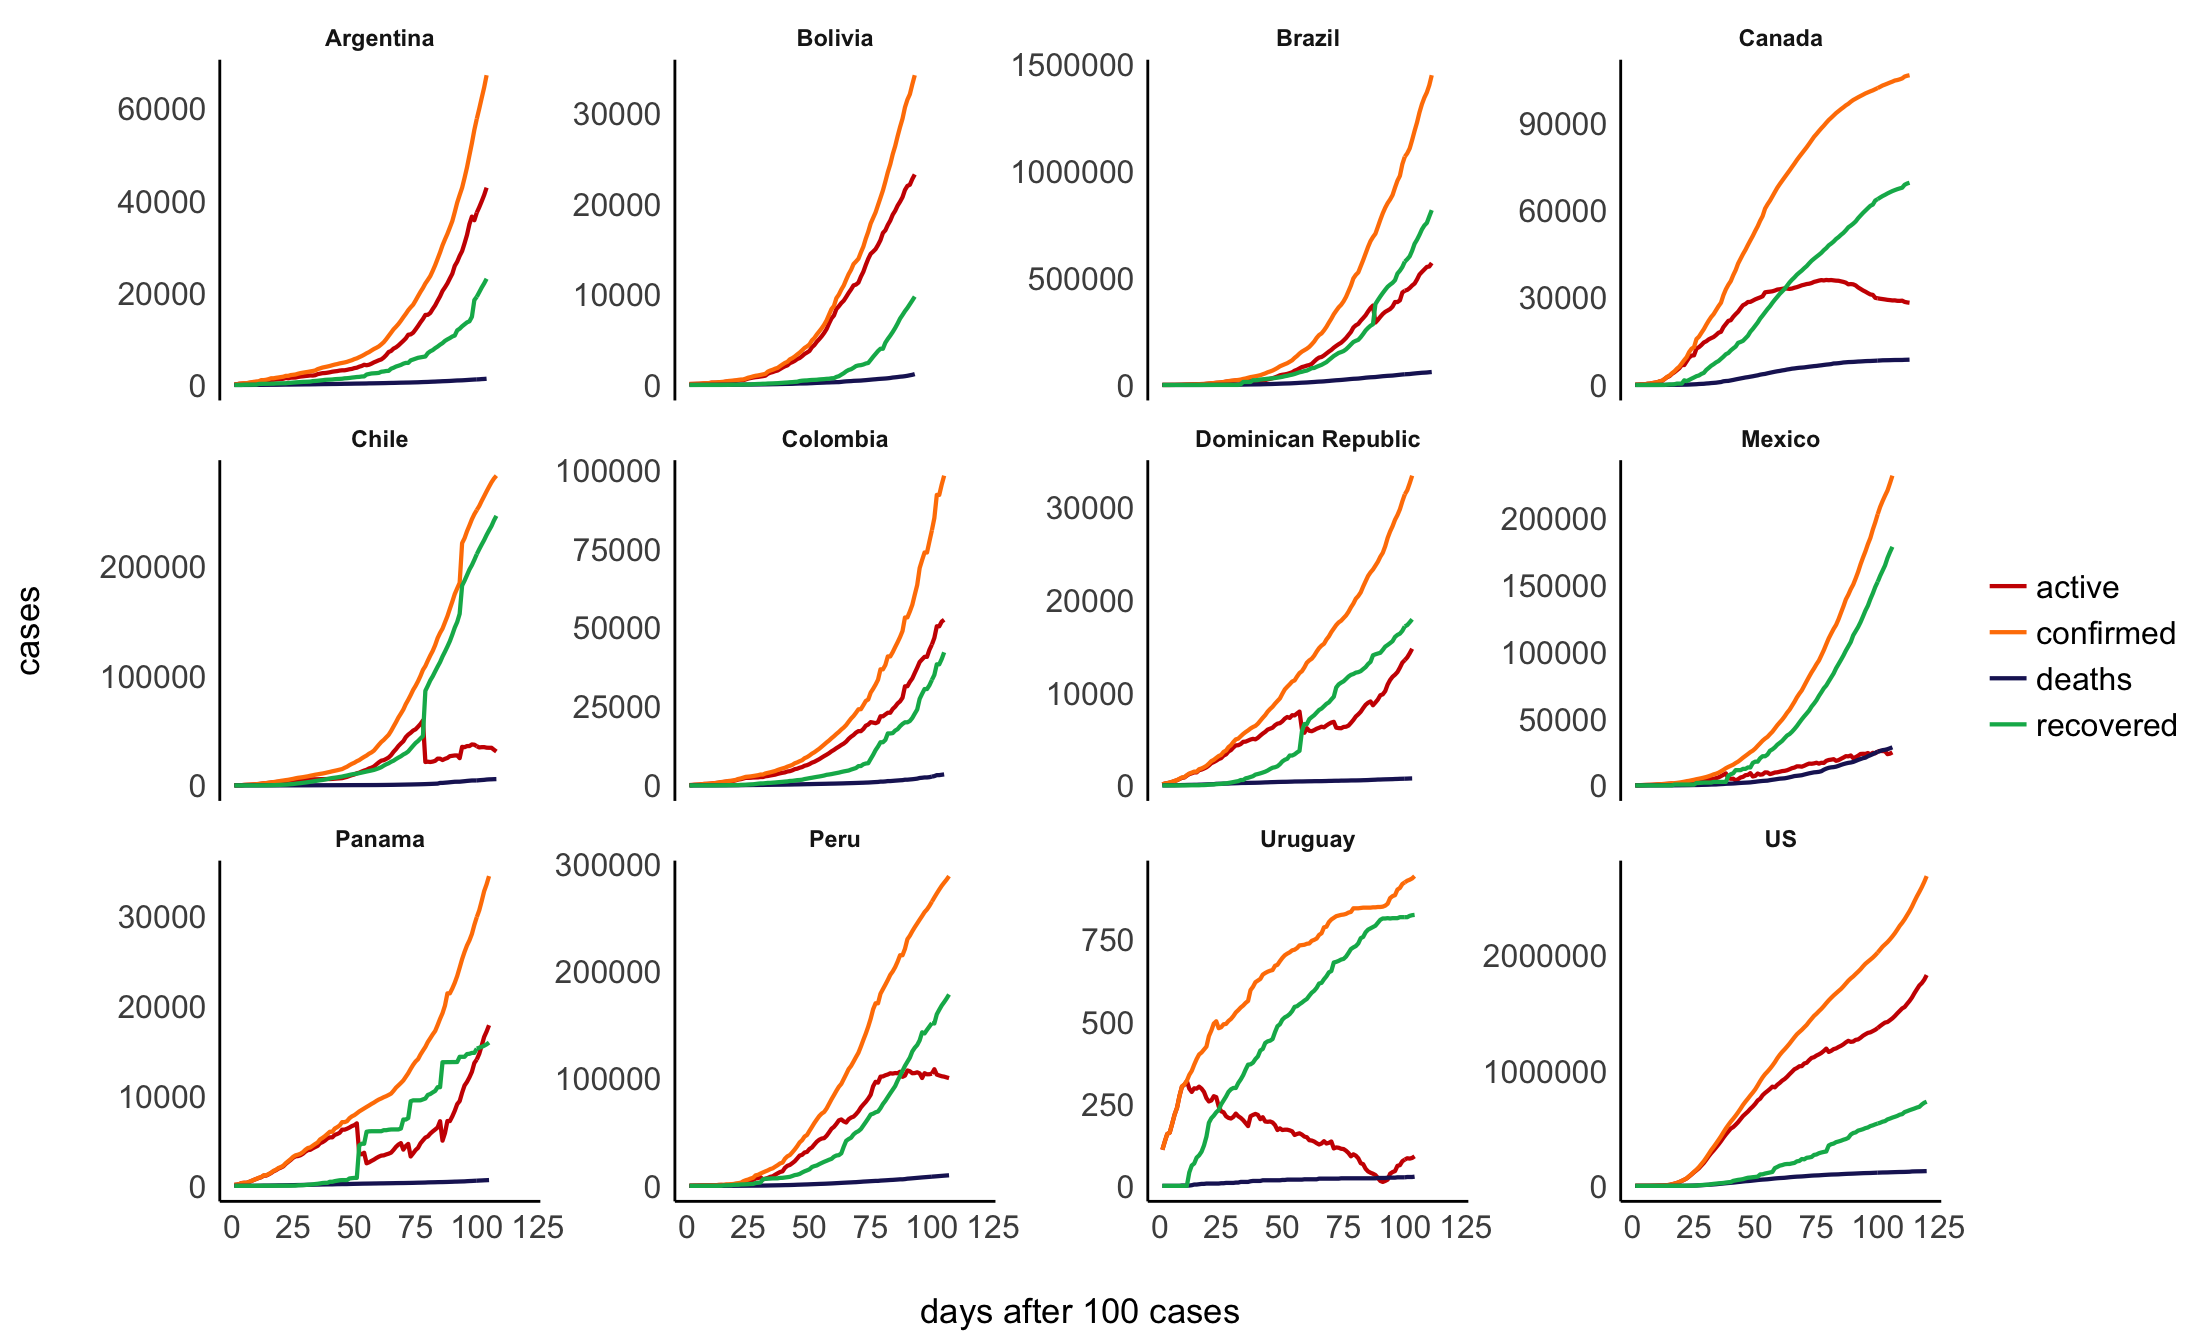 Argentina
Bolivia
Brazil
Canada
60000
40000
20000
0
30000
20000
10000
0
1500000
1000000
500000
0
90000
60000
30000
0
Chile
Colombia
Dominican Republic
Mexico
200000
100000
0
100000
75000
50000
25000
0
30000
20000
10000
0
200000
150000
100000
50000
0
Panama
Peru
Uruguay
US
30000
20000
10000
0
300000
200000
100000
0
750
500
250
0
2000000
1000000
0
0 25 50 75 100 125
0 25 50 75 100 125
0 25 50 75 100 125
0 25 50 75 100 125
cases
days after 100 cases
active
confirmed
deaths
recovered